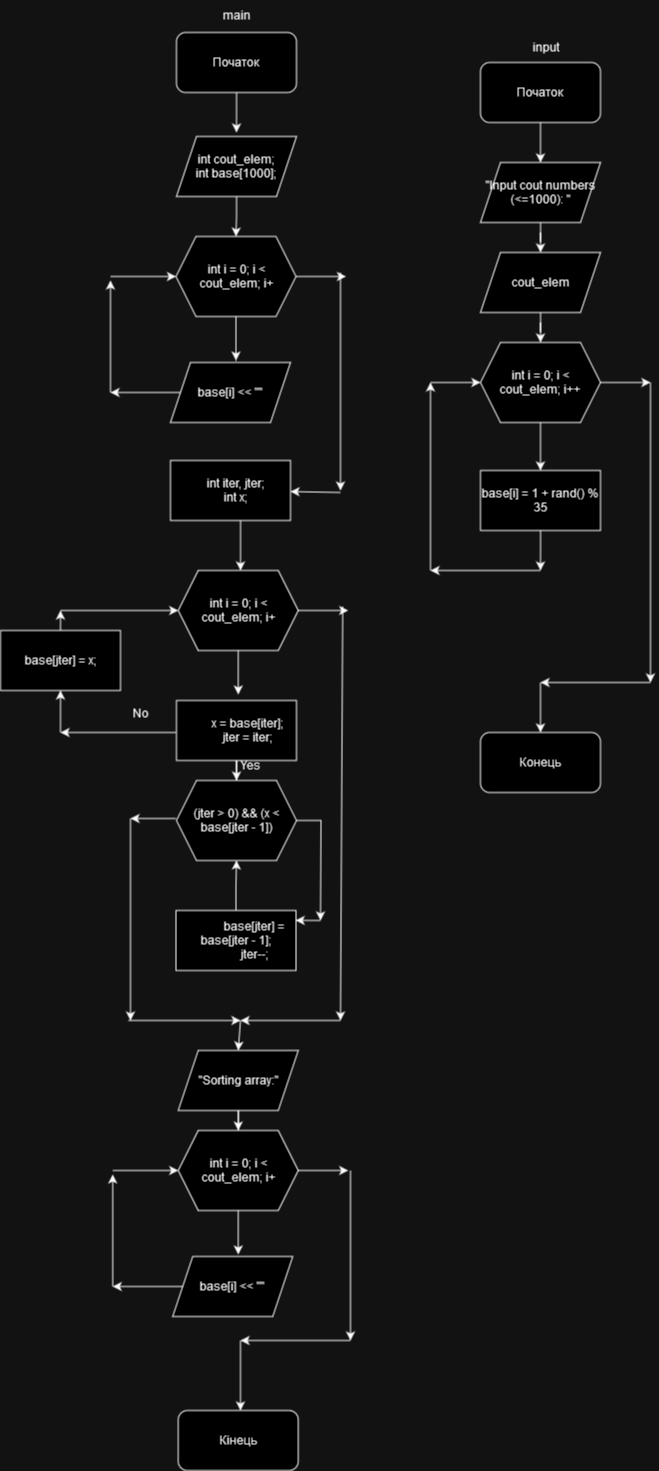 main
Початок
int cout_elem;
int base[1000];
int i = 0; i <
cout_elem; i+
base[i] << ""
int iter, jter;
int x;
int i = 0; i <
cout_elem; i+
base[jter] = x;
No
x = base[iter];
jter = iter;
Yes
(jter > 0) && (x <
base[jter - 1])
base[jter] =
base[jter - 1];
jter--;
"Sorting array:"
int i = 0; i <
cout_elem; i+
base[i] << ""
Кінець
input
Початок
"Input cout numbers
(<=1000): "
cout_elem
int i = 0; i <
cout_elem; i++
base[i] = 1 + rand() %
35
Конець